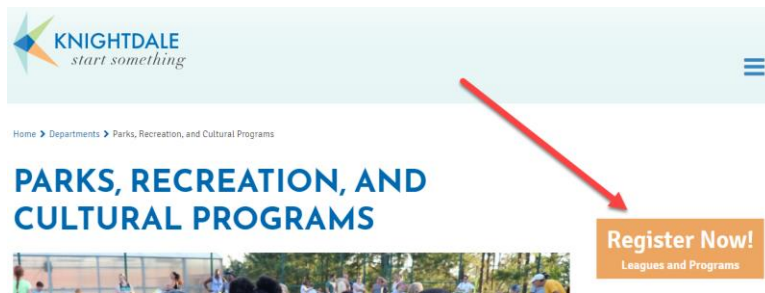 KNIGHTDALE
start something
Home > Departments > Parks, Recreation, and Cultural Programs
PARKS, RECREATION, AND
CULTURAL PROGRAMS
Register Now!
Leagues and Programs